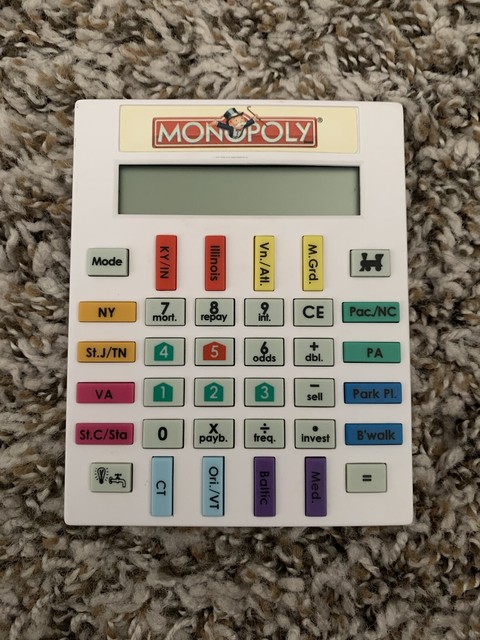 MONOPOLY®
Mode
KY/IN
Illinois
Vn./Atl.
M.Grd.
NY
7 mort.
8 repay
9 int.
CE
Pac./NC
St.J/TN
4
5
6 odds
+ dbl.
PA
VA
1
2
3
− sell
Park Pl.
St.C/Sta
0
X payb.
÷ freq.
• invest
B'walk
CT
Ori./VT
Baltic
Med.
=